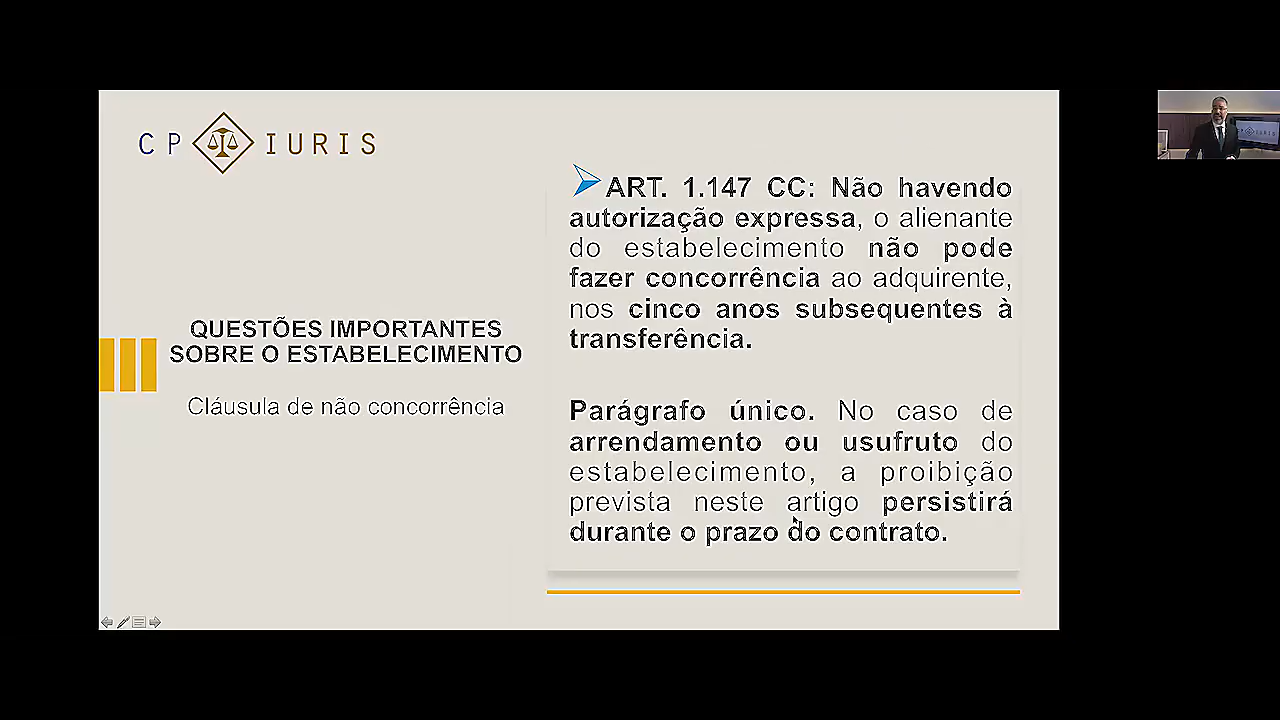 CP IURIS
QUESTÕES IMPORTANTES
SOBRE O ESTABELECIMENTO
Cláusula de não concorrência
ART. 1.147 CC: Não havendo
autorização expressa, o alienante
do estabelecimento não pode
fazer concorrência ao adquirente,
nos cinco anos subsequentes à
transferência.
Parágrafo único. No caso de
arrendamento ou usufruto do
estabelecimento, a proibição
prevista neste artigo persistirá
durante o prazo do contrato.